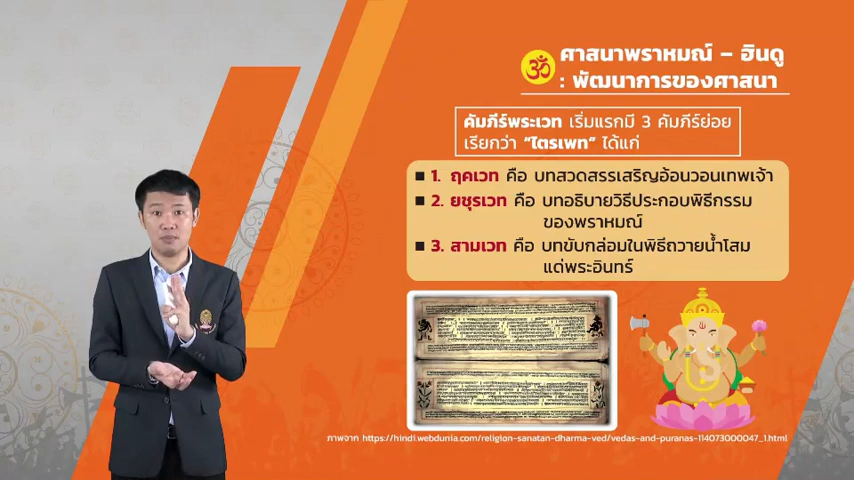 ศาสนาพราหมณ์ – ฮินดู
: พัฒนาการของศาสนา
คัมภีร์พระเวท เริ่มแรกมี 3 คัมภีร์ย่อย
เรียกว่า “ไตรเพท” ได้แก่
1. ฤคเวท คือ บทสวดสรรเสริญอ้อนวอนเทพเจ้า
2. ยชุรเวท คือ บทอธิบายวิธีประกอบพิธีกรรม
ของพราหมณ์
3. สามเวท คือ บทขับกล่อมในพิธีถวายน้ำโสม
แด่พระอินทร์
ภาพจาก https://hindi.webdunia.com/religion-sanatan-dharma-ved/vedas-and-puranas-114073000047_1.html